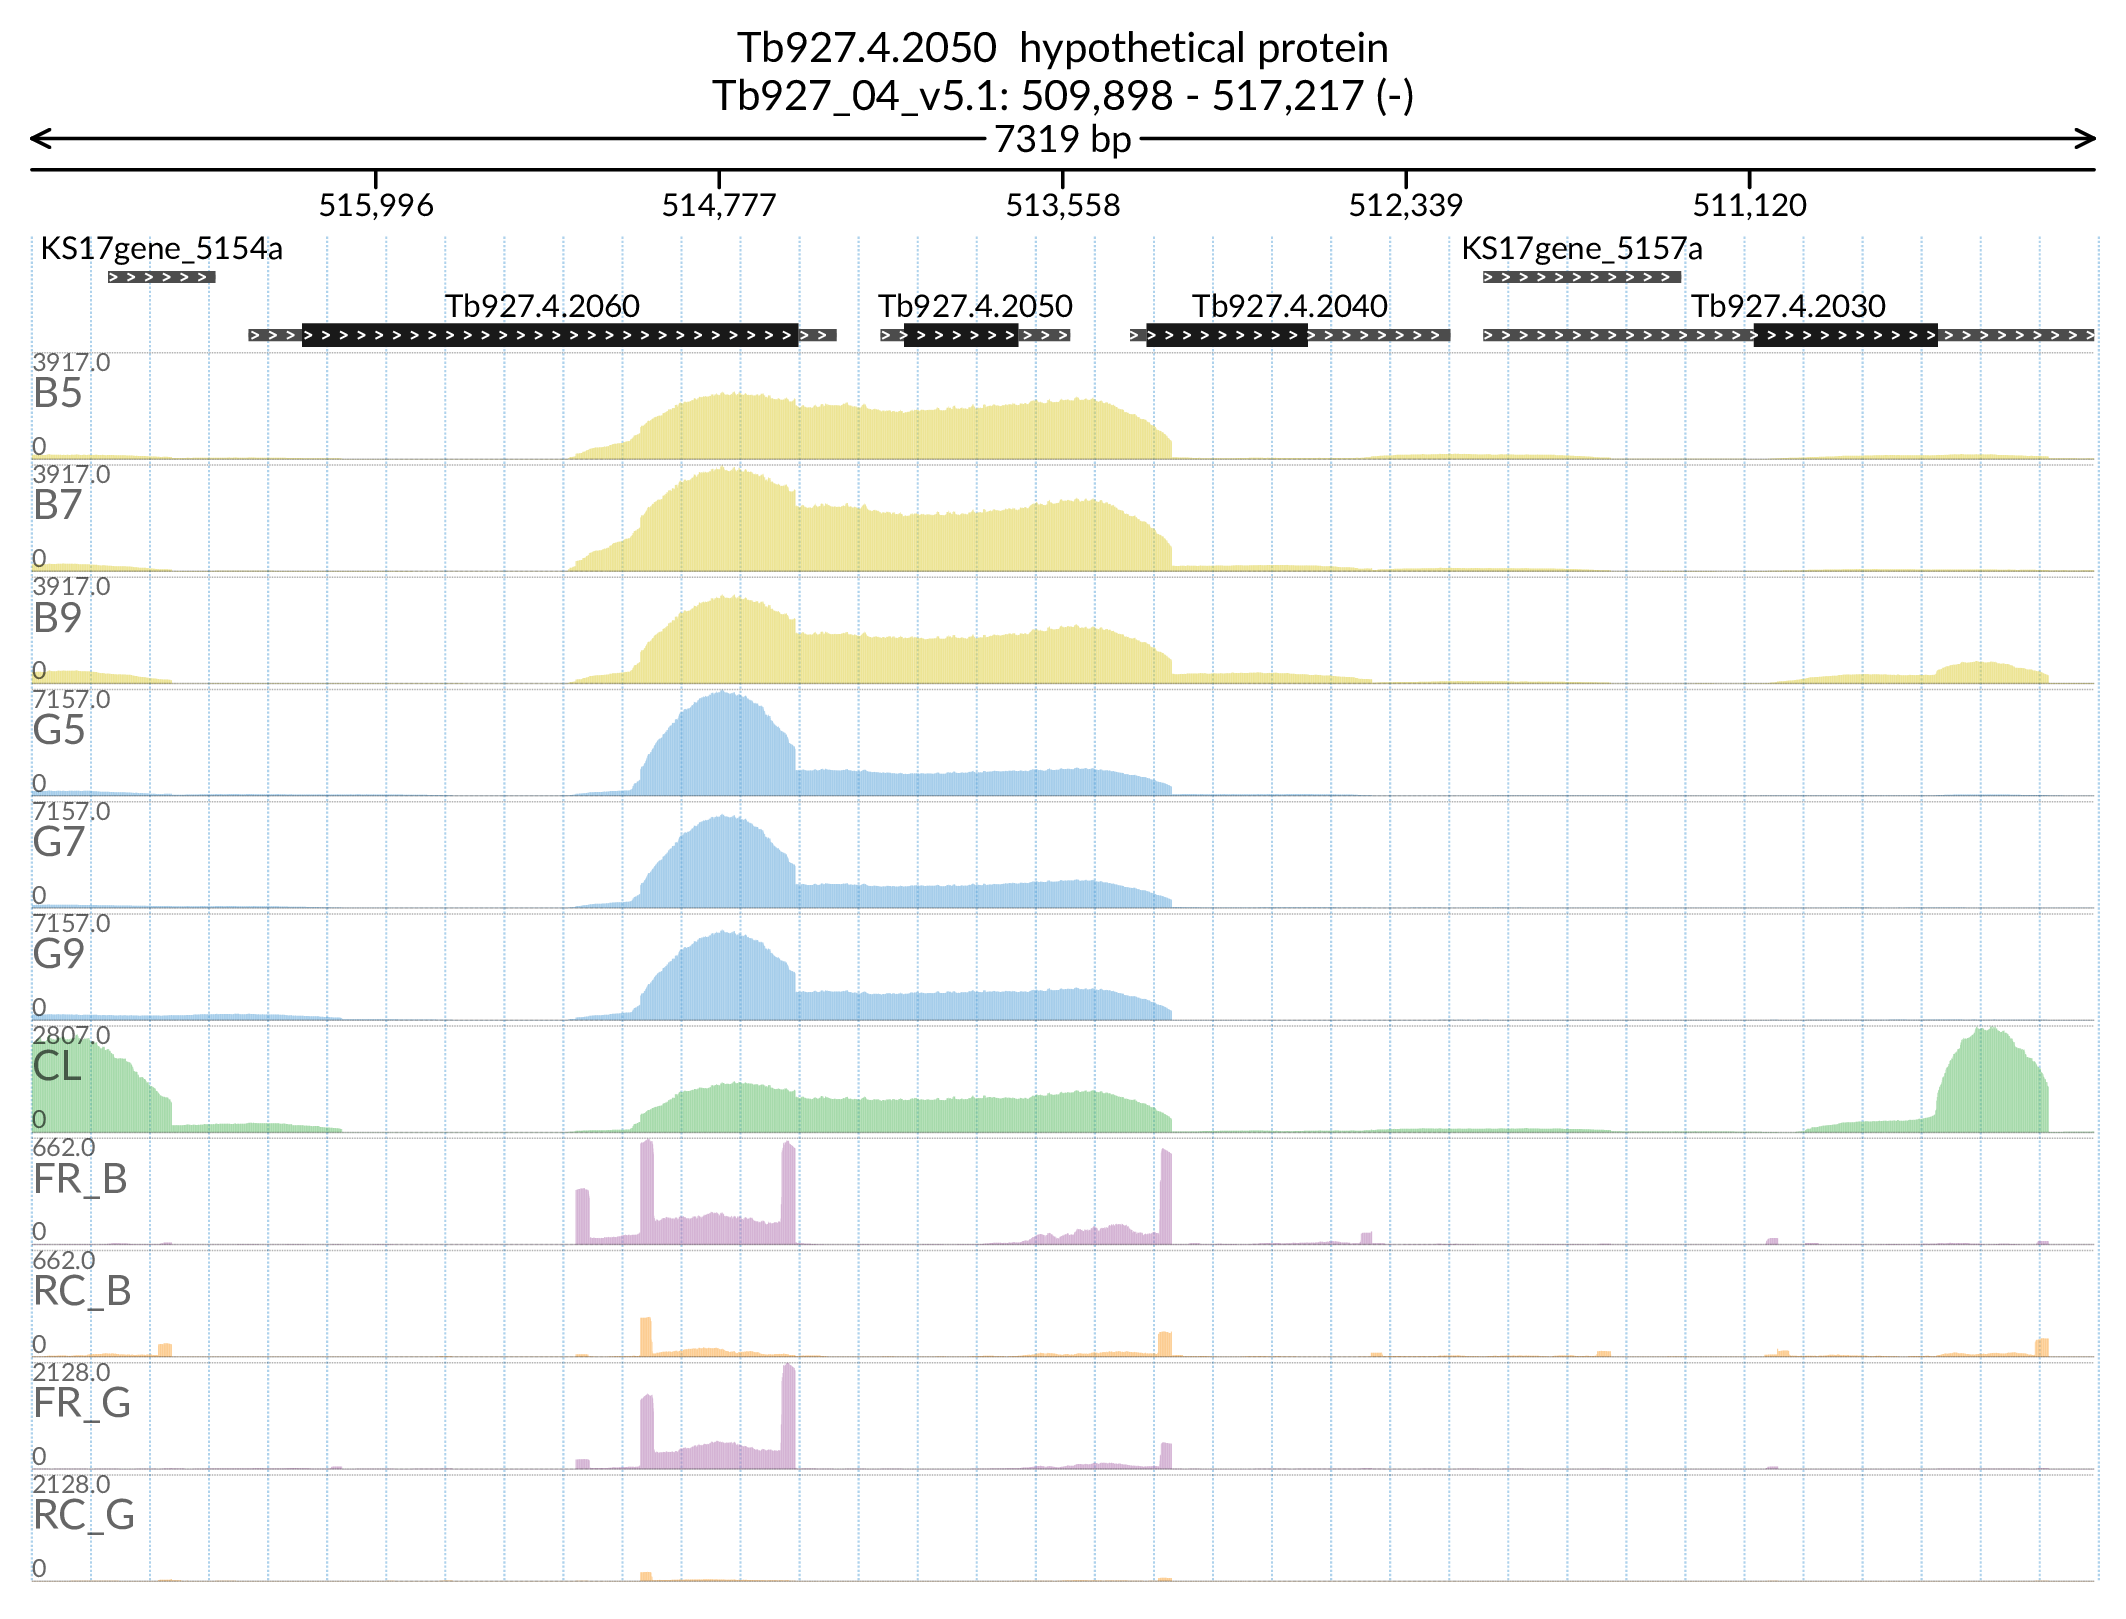 Tb927.4.2050  hypothetical protein
Tb927_04_v5.1: 509,898 - 517,217 (-)
7319 bp
515,996 514,777 513,558 512,339 511,120
KS17gene_5154a KS17gene_5157a
Tb927.4.2060 Tb927.4.2050 Tb927.4.2040 Tb927.4.2030
3917.0
B5
0
3917.0
B7
0
3917.0
B9
0
7157.0
G5
0
7157.0
G7
0
7157.0
G9
0
2807.0
CL
0
662.0
FR_B
0
662.0
RC_B
0
2128.0
FR_G
0
2128.0
RC_G
0